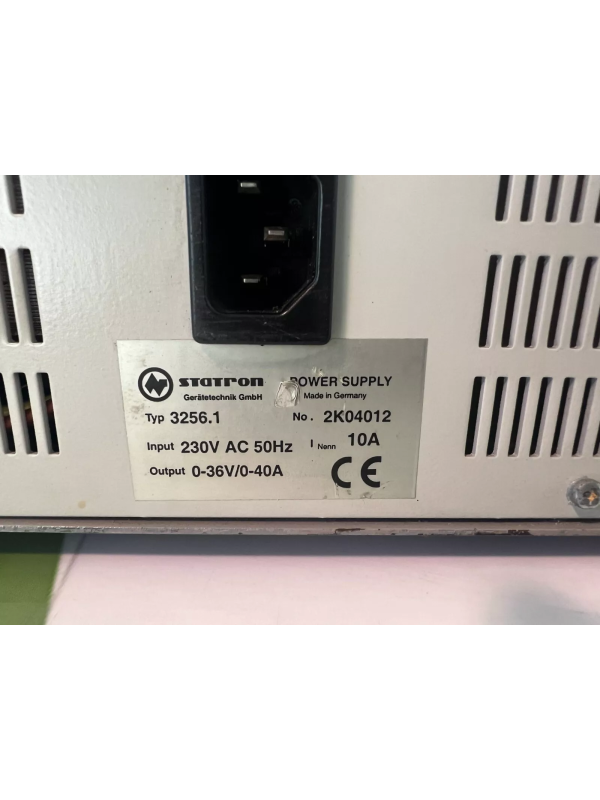 statron POWER SUPPLY
Gerätetechnik GmbH Made in Germany
Typ 3256.1 No. 2K04012
Input 230V AC 50Hz I Nenn 10A
Output 0-36V/0-40A CE